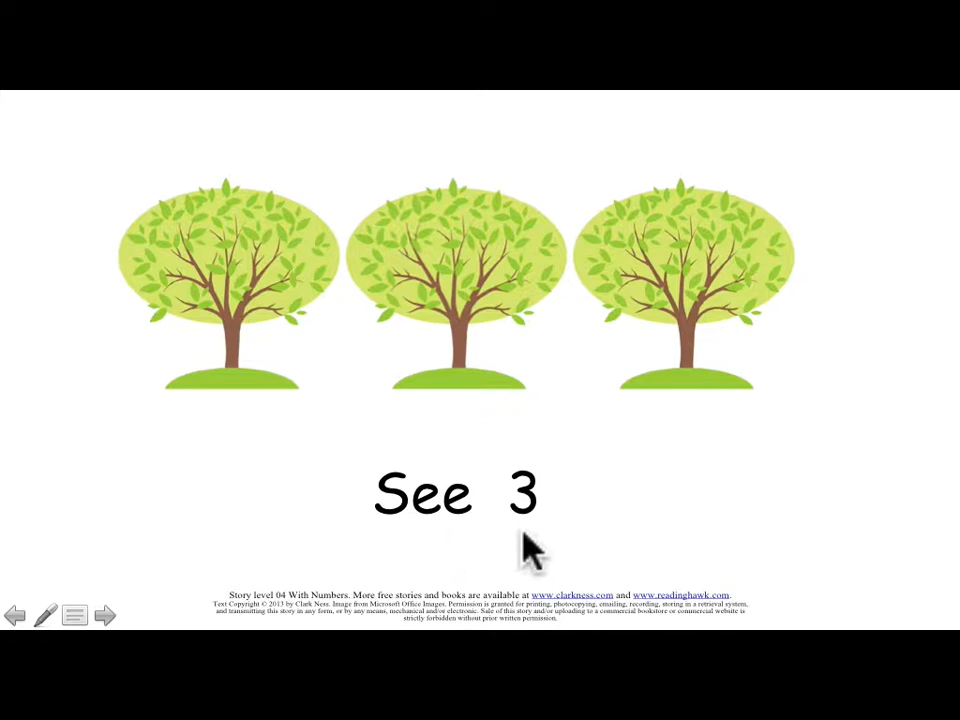 See 3
Story level 04 With Numbers. More free stories and books are available at www.clarkness.com and www.readinghawk.com.
Text Copyright © 2013 by Clark Ness. Image from Microsoft Office Images. Permission is granted for printing, photocopying, emailing, recording, storing in a retrieval system,
and transmitting this story in any form, or by any means, mechanical and/or electronic. Sale of this story and/or uploading to a commercial bookstore or commercial website is
strictly forbidden without prior written permission.